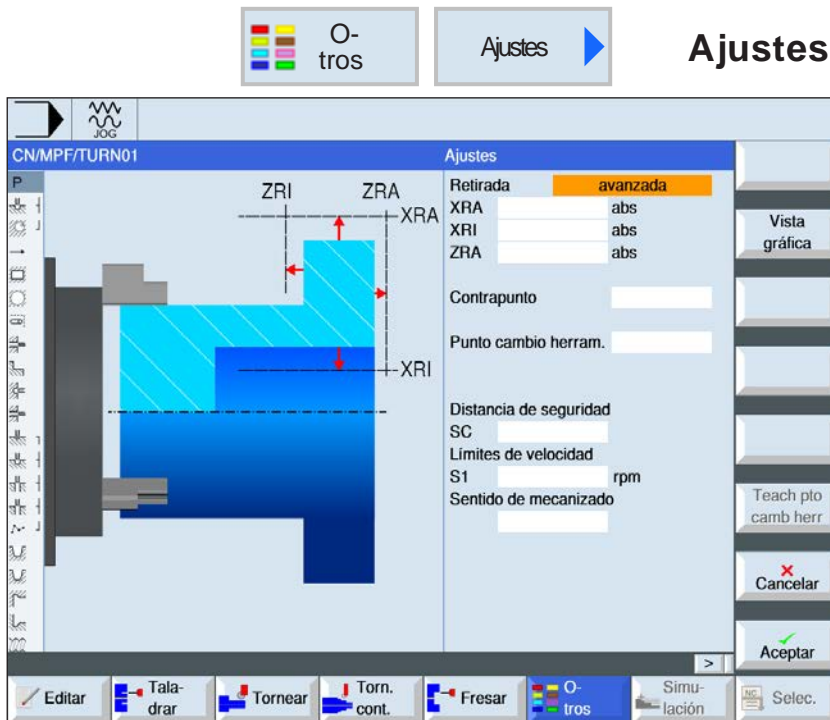 O-
tros
Ajustes
Ajustes
JOG
CN/MPF/TURN01
Ajustes
P
ZRI
ZRA
XRA
XRI
Retirada avanzada
XRA abs
XRI abs
ZRA abs
Contrapunto
Punto cambio herram.
Distancia de seguridad
SC
Límites de velocidad
S1 rpm
Sentido de mecanizado
Vista
gráfica
Teach pto
camb herr
Cancelar
Aceptar
>
Editar
Tala-
drar
Tornear
Torn.
cont.
Fresar
O-
tros
Simu-
lación
NC
Selec.